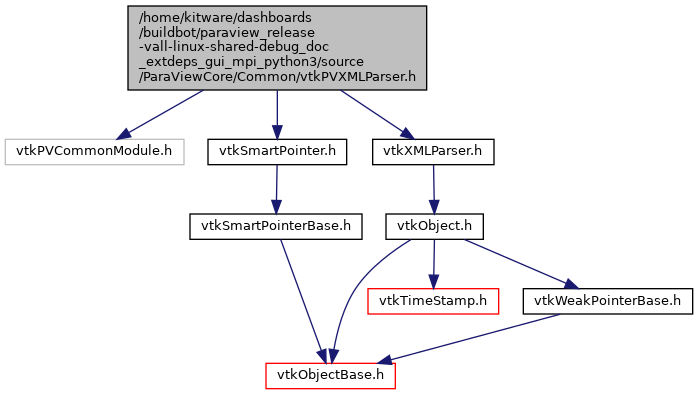 /home/kitware/dashboards
/buildbot/paraview_release
-vall-linux-shared-debug_doc
_extdeps_gui_mpi_python3/source
/ParaViewCore/Common/vtkPVXMLParser.h
vtkPVCommonModule.h
vtkSmartPointer.h
vtkXMLParser.h
vtkSmartPointerBase.h
vtkObject.h
vtkTimeStamp.h
vtkWeakPointerBase.h
vtkObjectBase.h